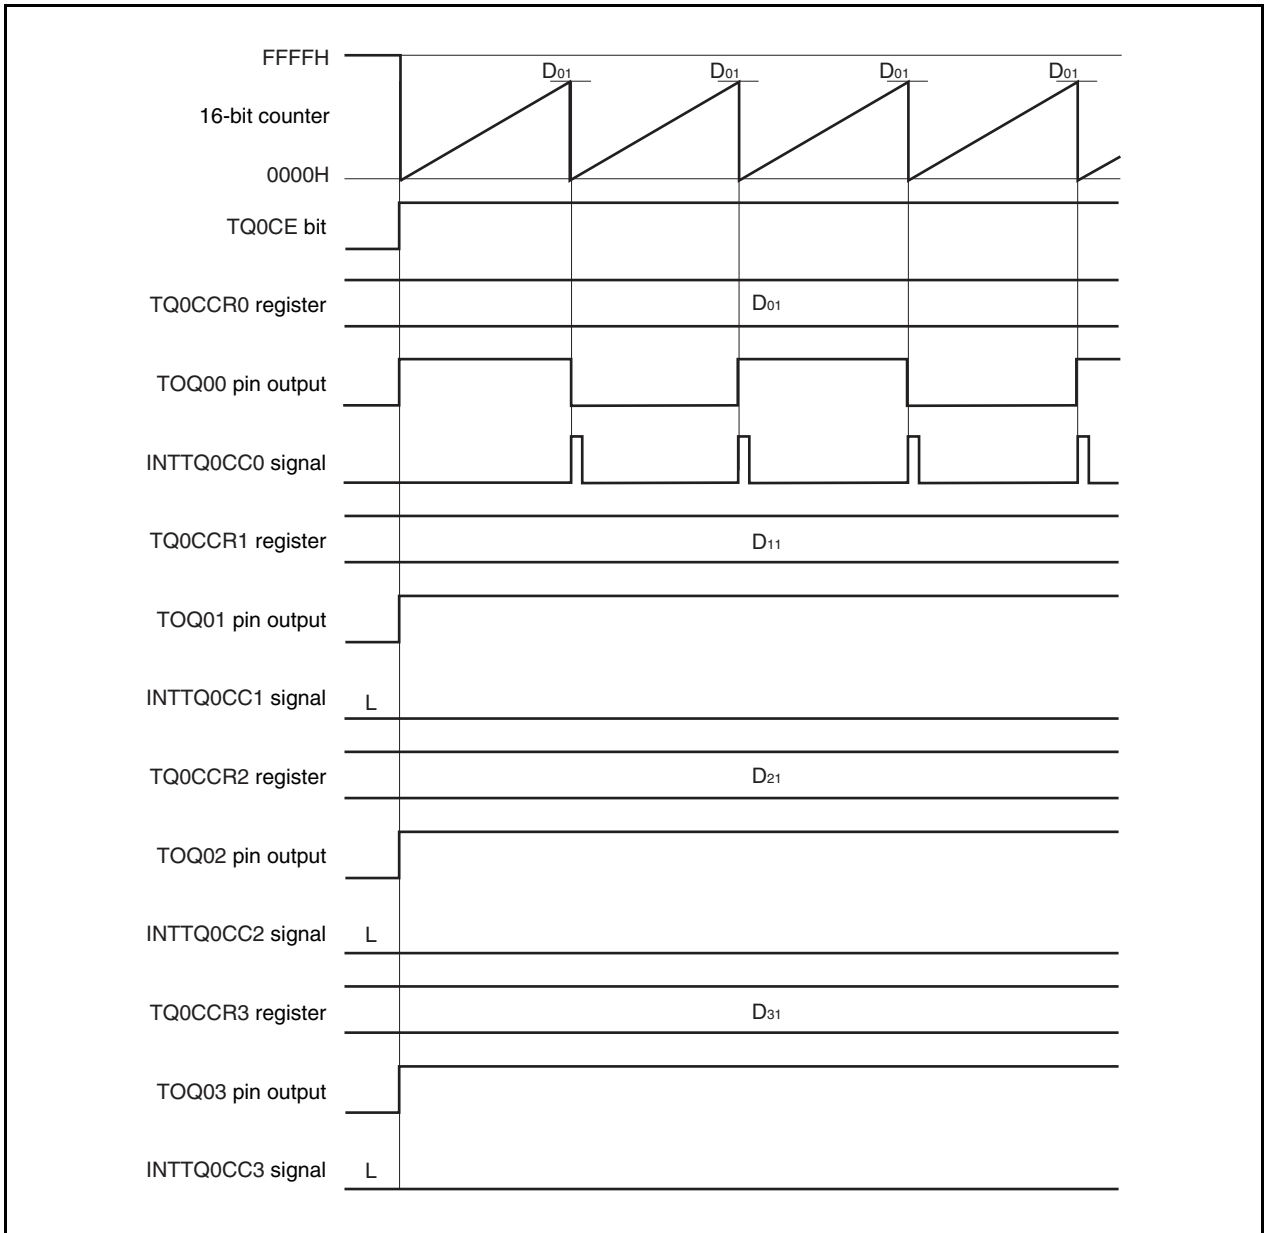 FFFFH
D01 D01 D01 D01
16-bit counter
0000H
TQ0CE bit
TQ0CCR0 register D01
TOQ00 pin output
INTTQ0CC0 signal
TQ0CCR1 register D11
TOQ01 pin output
INTTQ0CC1 signal L
TQ0CCR2 register D21
TOQ02 pin output
INTTQ0CC2 signal L
TQ0CCR3 register D31
TOQ03 pin output
INTTQ0CC3 signal L